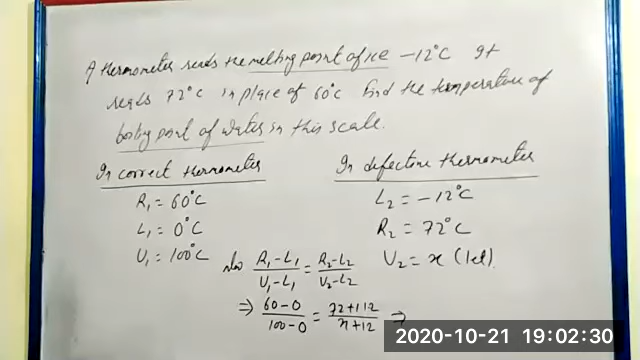 A thermometer reads the melting point of ice -12°C It
reads 72°C in place of 60°C find the temperature of
boiling point of water in this scale.
In correct thermometer
R₁ = 60°C
L₁ = 0°C
U₁ = 100°C
In defective thermometer
L₂ = -12°C
R₂ = 72°C
U₂ = x (let)
Now (R₁-L₁)/(U₁-L₁) = (R₂-L₂)/(U₂-L₂)
⇒ (60-0)/(100-0) = (72+112)/(x+12) ⇒
2020-10-21 19:02:30